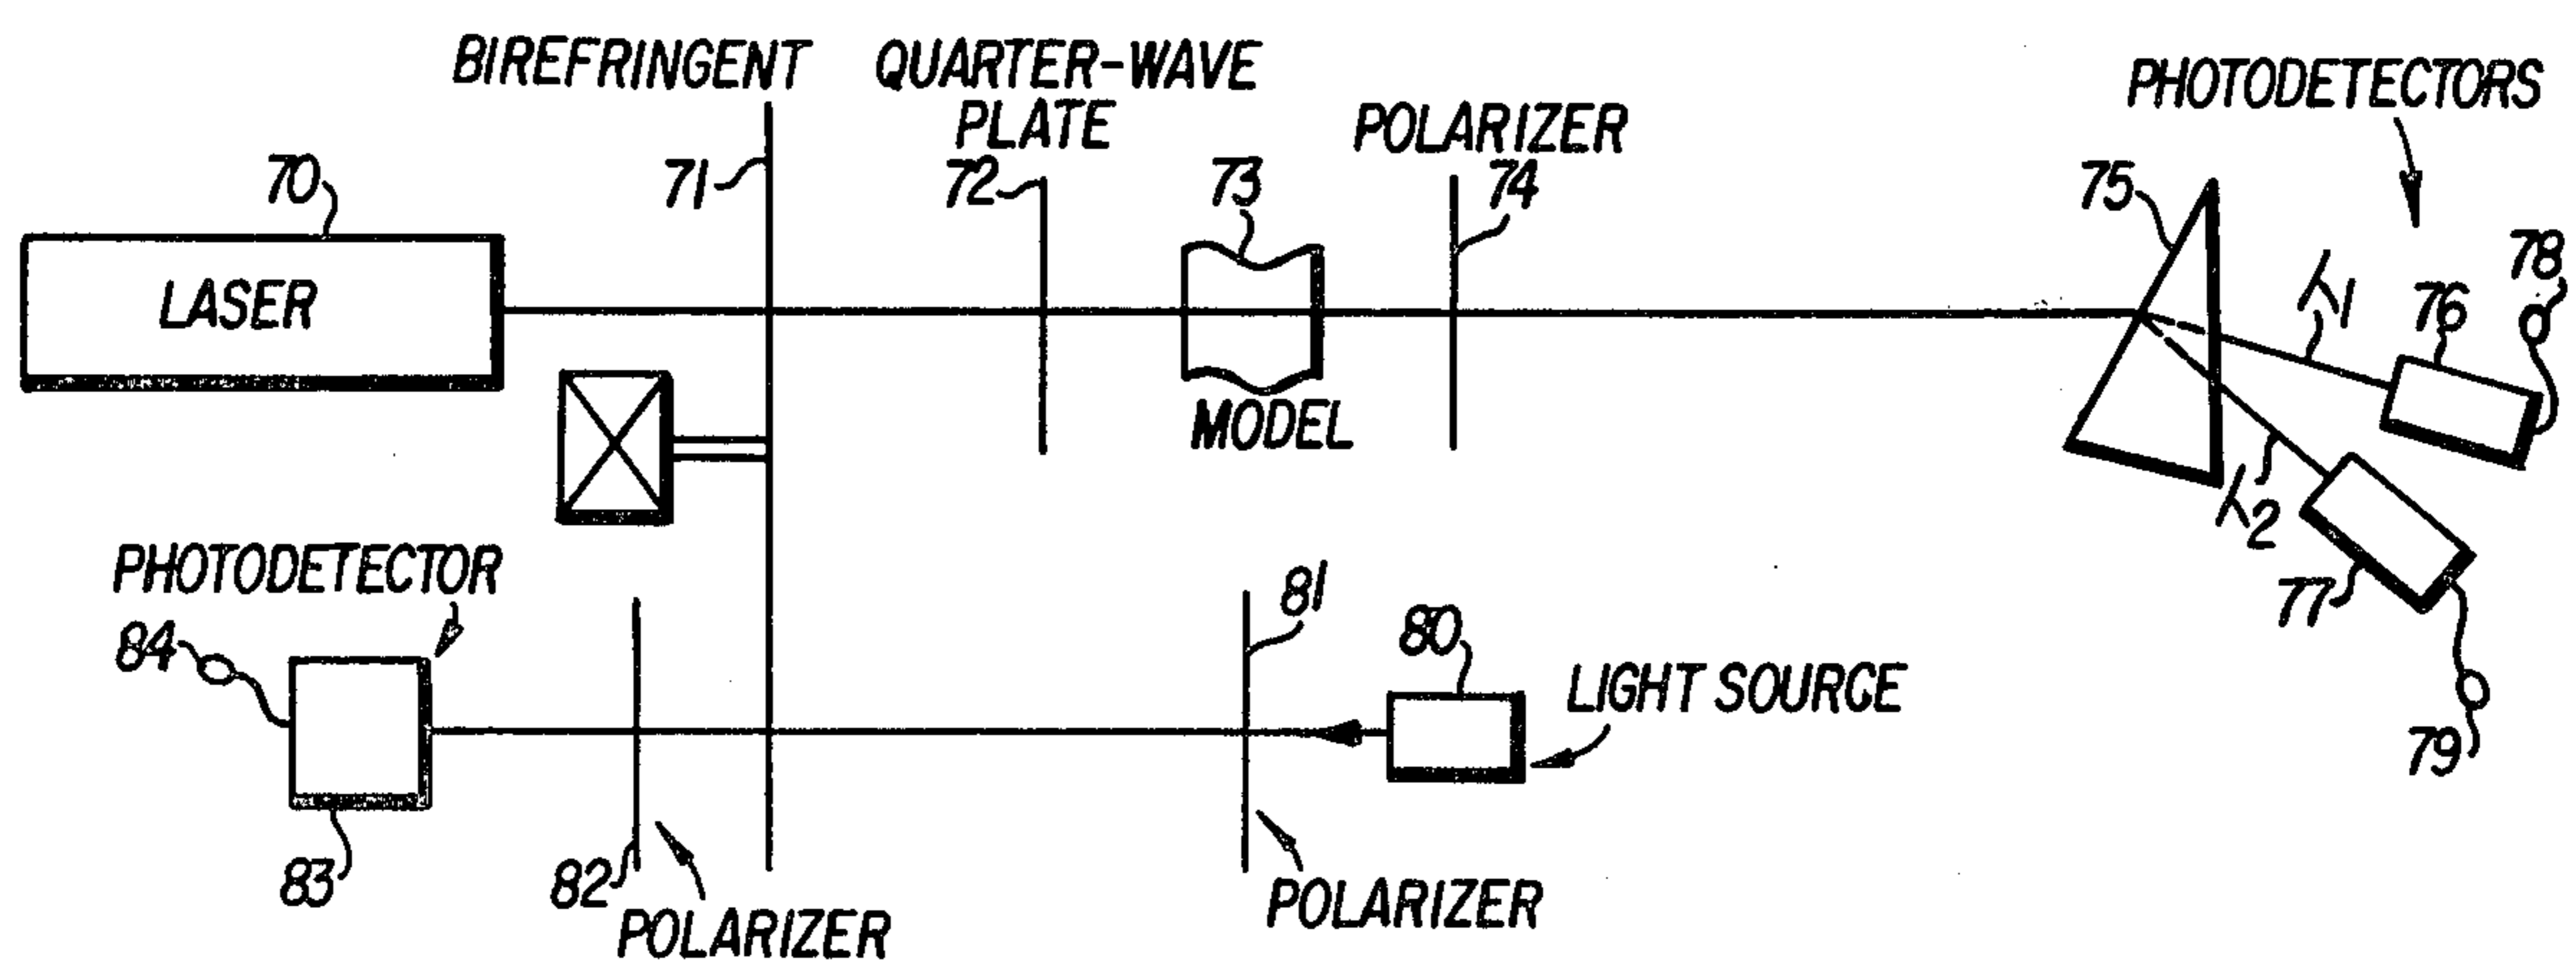 BIREFRINGENT
QUARTER-WAVE
PLATE
POLARIZER
PHOTODETECTORS
70
71
72
73
74
75
LASER
MODEL
λ1
76
78
λ2
77
79
PHOTODETECTOR
84
83
82
POLARIZER
81
80
LIGHT SOURCE
POLARIZER